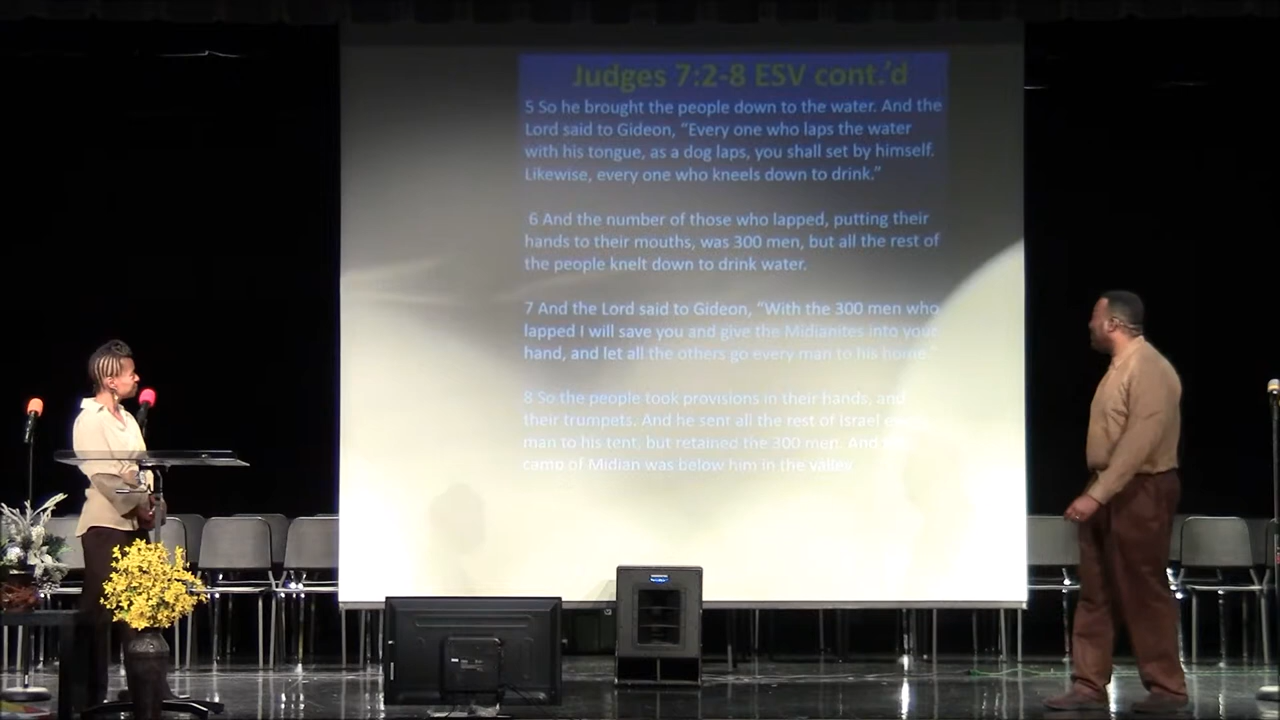 Judges 7:2-8 ESV cont.'d
5 So he brought the people down to the water. And the
Lord said to Gideon, “Every one who laps the water
with his tongue, as a dog laps, you shall set by himself.
Likewise, every one who kneels down to drink.”
6 And the number of those who lapped, putting their
hands to their mouths, was 300 men, but all the rest of
the people knelt down to drink water.
7 And the Lord said to Gideon, “With the 300 men who
lapped I will save you and give the Midianites into your
hand, and let all the others go every man to his home.”
8 So the people took provisions in their hands, and
their trumpets. And he sent all the rest of Israel
man to his tent, but retained the 300 men. And
camp of Midian was below him in the valley.